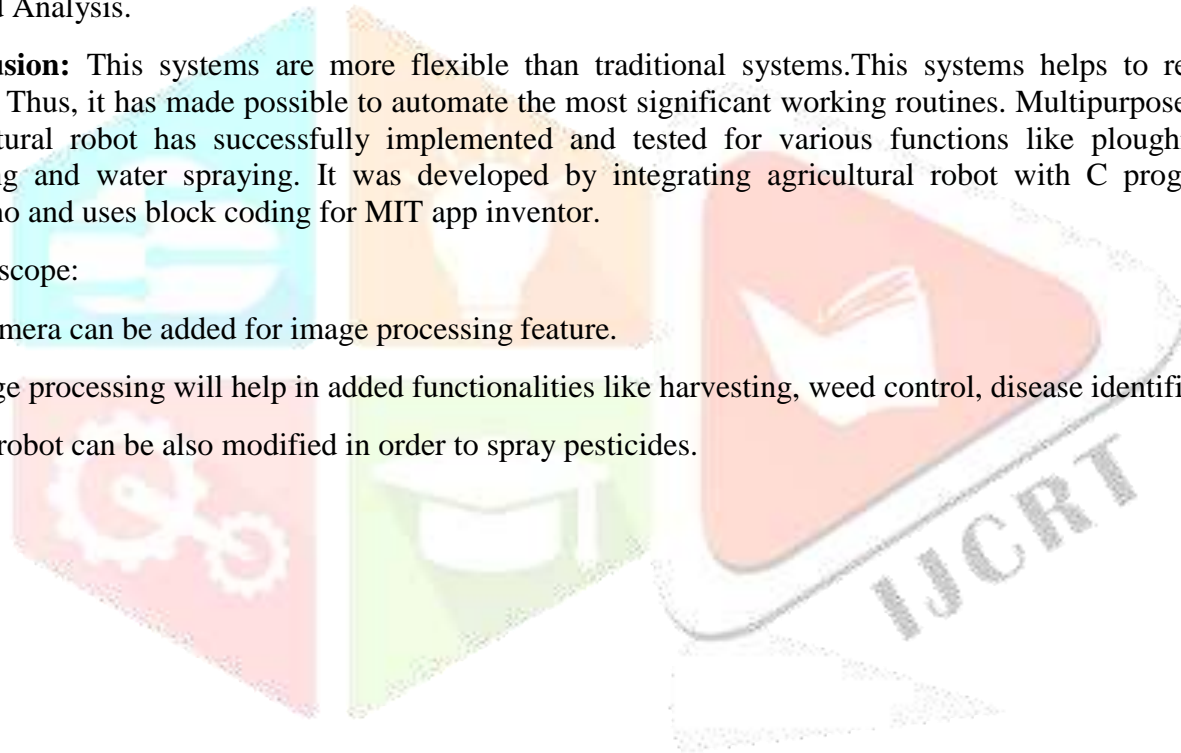 d Analysis.
usion: This systems are more flexible than traditional systems.This systems helps to re
Thus, it has made possible to automate the most significant working routines. Multipurpose
tural robot has successfully implemented and tested for various functions like plough
g and water spraying. It was developed by integrating agricultural robot with C prog
no and uses block coding for MIT app inventor.
scope:
mera can be added for image processing feature.
ge processing will help in added functionalities like harvesting, weed control, disease identifi
robot can be also modified in order to spray pesticides.
IJCRT